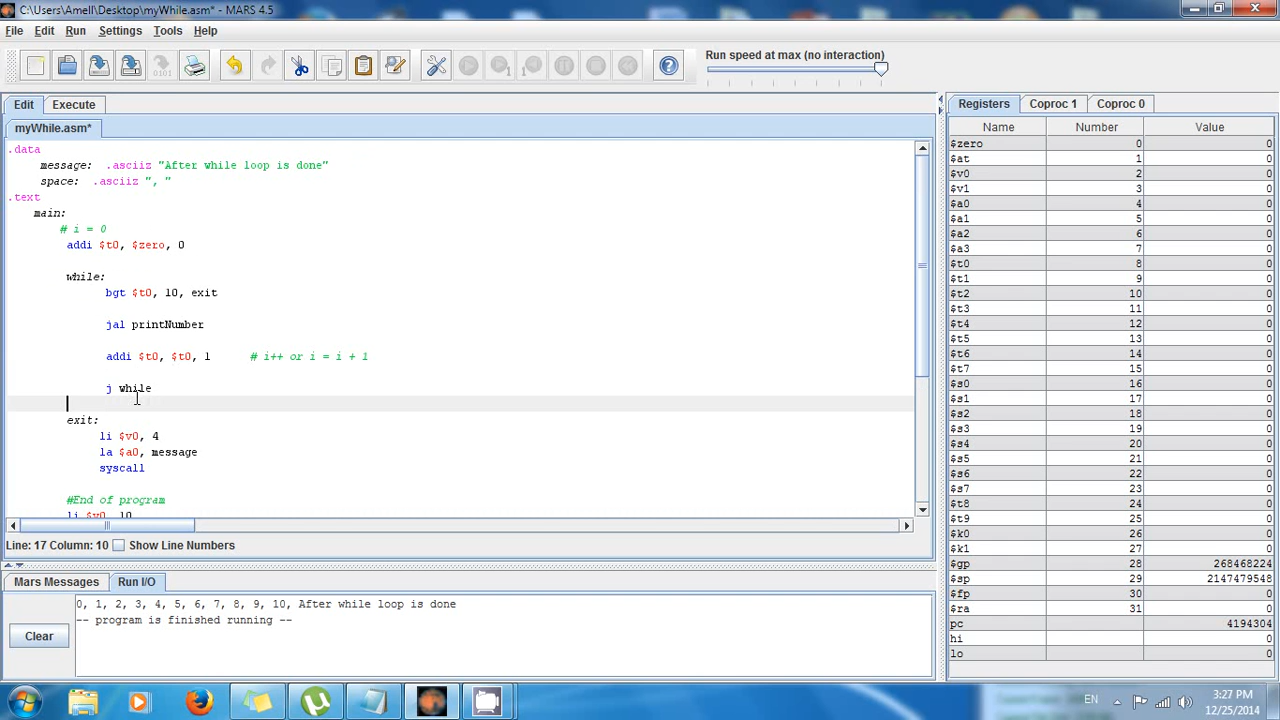 C:\Users\Amell\Desktop\myWhile.asm* - MARS 4.5
File Edit Run Settings Tools Help
Run speed at max (no interaction)
Edit Execute
myWhile.asm*
.data
message: .asciiz "After while loop is done"
space: .asciiz ", "
.text
main:
# i = 0
addi $t0, $zero, 0
while:
bgt $t0, 10, exit
jal printNumber
addi $t0, $t0, 1 # i++ or i = i + 1
j while
exit:
li $v0, 4
la $a0, message
syscall
#End of program
li $v0, 10
Line: 17 Column: 10 Show Line Numbers
Mars Messages Run I/O
0, 1, 2, 3, 4, 5, 6, 7, 8, 9, 10, After while loop is done
-- program is finished running --
Clear
Registers Coproc 1 Coproc 0
Name Number Value
$zero 0 0
$at 1 0
$v0 2 0
$v1 3 0
$a0 4 0
$a1 5 0
$a2 6 0
$a3 7 0
$t0 8 0
$t1 9 0
$t2 10 0
$t3 11 0
$t4 12 0
$t5 13 0
$t6 14 0
$t7 15 0
$s0 16 0
$s1 17 0
$s2 18 0
$s3 19 0
$s4 20 0
$s5 21 0
$s6 22 0
$s7 23 0
$t8 24 0
$t9 25 0
$k0 26 0
$k1 27 0
$gp 28 268468224
$sp 29 2147479548
$fp 30 0
$ra 31 0
pc 4194304
hi 0
lo 0
EN
3:27 PM
12/25/2014